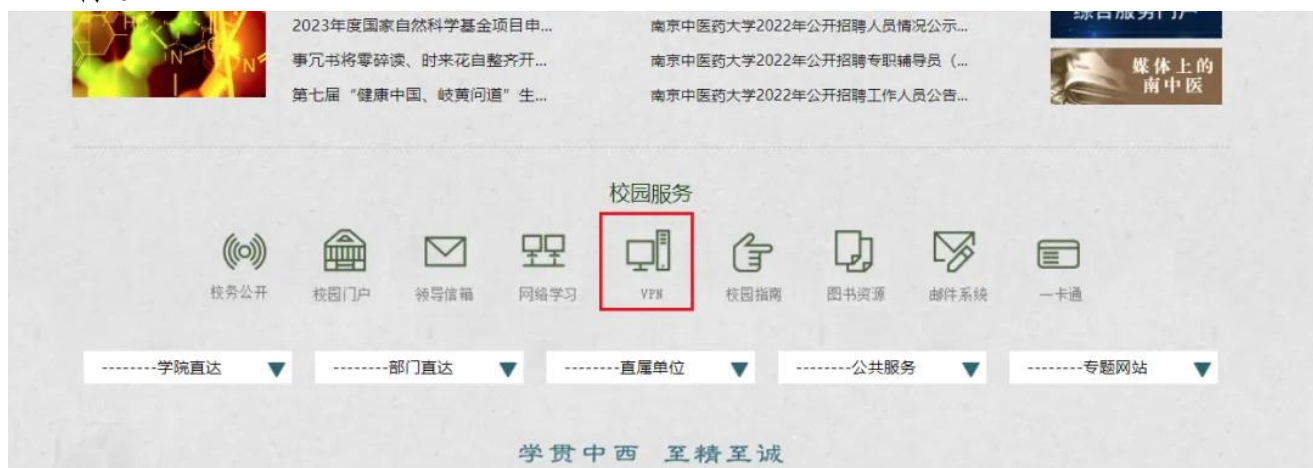 2023年度国家自然科学基金项目申...
南京中医药大学2022年公开招聘人员情况公示...
综合服务门户
事冗书将零碎读、时来花自整齐开...
南京中医药大学2022年公开招聘专职辅导员（...
媒体上的
南中医
第七届“健康中国、岐黄问道”生...
南京中医药大学2022年公开招聘工作人员公告...
校园服务
校务公开
校园门户
领导信箱
网络学习
VPN
校园指南
图书资源
邮件系统
一卡通
--------学院直达
--------部门直达
--------直属单位
--------公共服务
--------专题网站
学贯中西 至精至诚